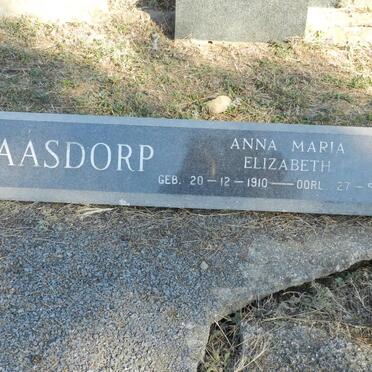 AASDORP
ANNA MARIA
ELIZABETH
GEB. 20-12-1910 — OORL. 27-